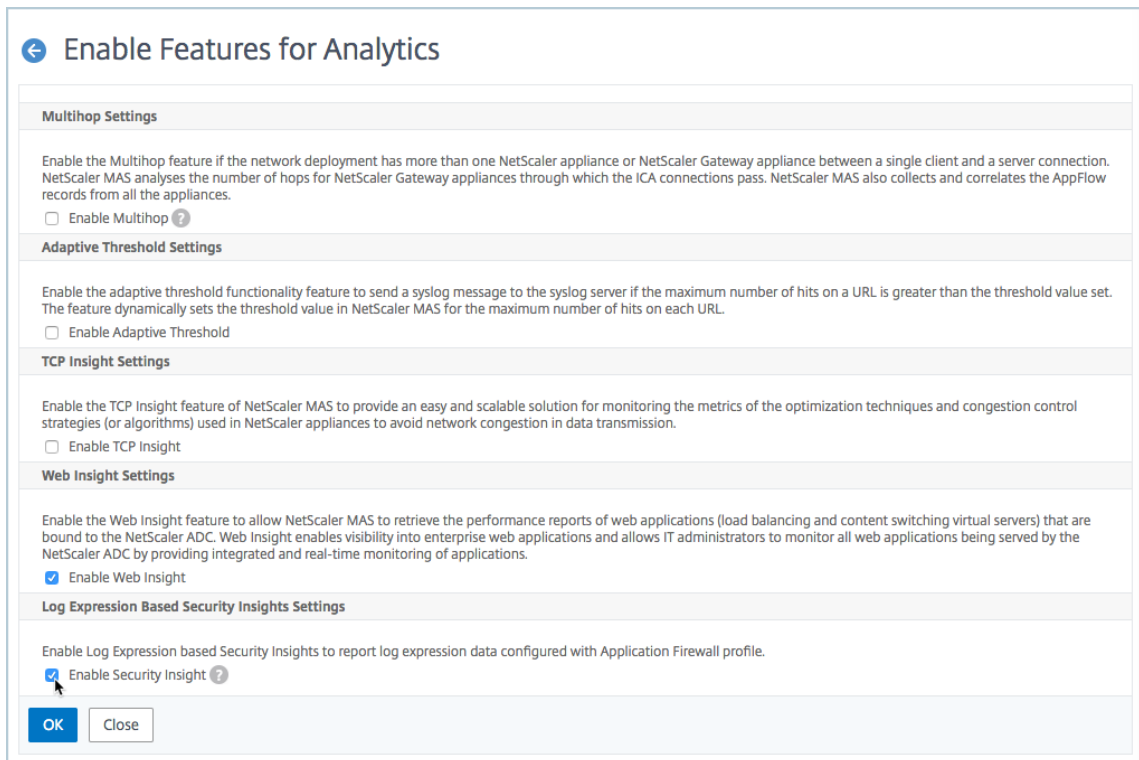 Enable Features for Analytics
Multihop Settings
Enable the Multihop feature if the network deployment has more than one NetScaler appliance or NetScaler Gateway appliance between a single client and a server connection.
NetScaler MAS analyses the number of hops for NetScaler Gateway appliances through which the ICA connections pass. NetScaler MAS also collects and correlates the AppFlow
records from all the appliances.
Enable Multihop ?
Adaptive Threshold Settings
Enable the adaptive threshold functionality feature to send a syslog message to the syslog server if the maximum number of hits on a URL is greater than the threshold value set.
The feature dynamically sets the threshold value in NetScaler MAS for the maximum number of hits on each URL.
Enable Adaptive Threshold
TCP Insight Settings
Enable the TCP Insight feature of NetScaler MAS to provide an easy and scalable solution for monitoring the metrics of the optimization techniques and congestion control
strategies (or algorithms) used in NetScaler appliances to avoid network congestion in data transmission.
Enable TCP Insight
Web Insight Settings
Enable the Web Insight feature to allow NetScaler MAS to retrieve the performance reports of web applications (load balancing and content switching virtual servers) that are
bound to the NetScaler ADC. Web Insight enables visibility into enterprise web applications and allows IT administrators to monitor all web applications being served by the
NetScaler ADC by providing integrated and real-time monitoring of applications.
Enable Web Insight
Log Expression Based Security Insights Settings
Enable Log Expression based Security Insights to report log expression data configured with Application Firewall profile.
Enable Security Insight ?
OK Close